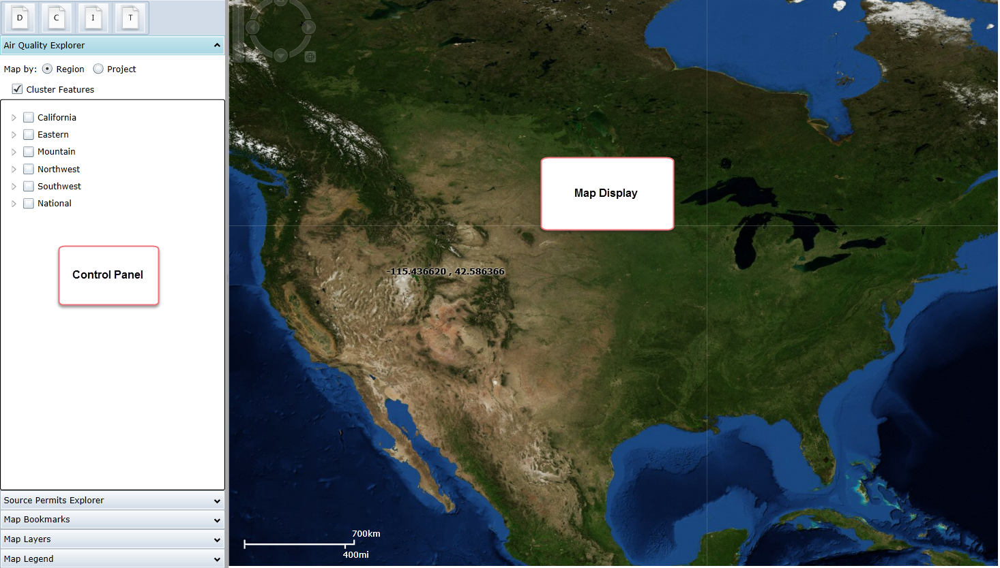 D C I T
Air Quality Explorer
Map by: Region Project
Cluster Features
California
Eastern
Mountain
Northwest
Southwest
National
Control Panel
Source Permits Explorer
Map Bookmarks
Map Layers
Map Legend
Map Display
-115.436620 , 42.586366
700km
400mi